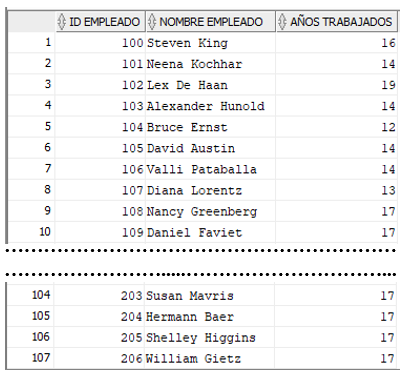 ID EMPLEADO NOMBRE EMPLEADO AÑOS TRABAJADOS
1 100 Steven King 16
2 101 Neena Kochhar 14
3 102 Lex De Haan 19
4 103 Alexander Hunold 14
5 104 Bruce Ernst 12
6 105 David Austin 14
7 106 Valli Pataballa 14
8 107 Diana Lorentz 13
9 108 Nancy Greenberg 17
10 109 Daniel Faviet 17
104 203 Susan Mavris 17
105 204 Hermann Baer 17
106 205 Shelley Higgins 17
107 206 William Gietz 17